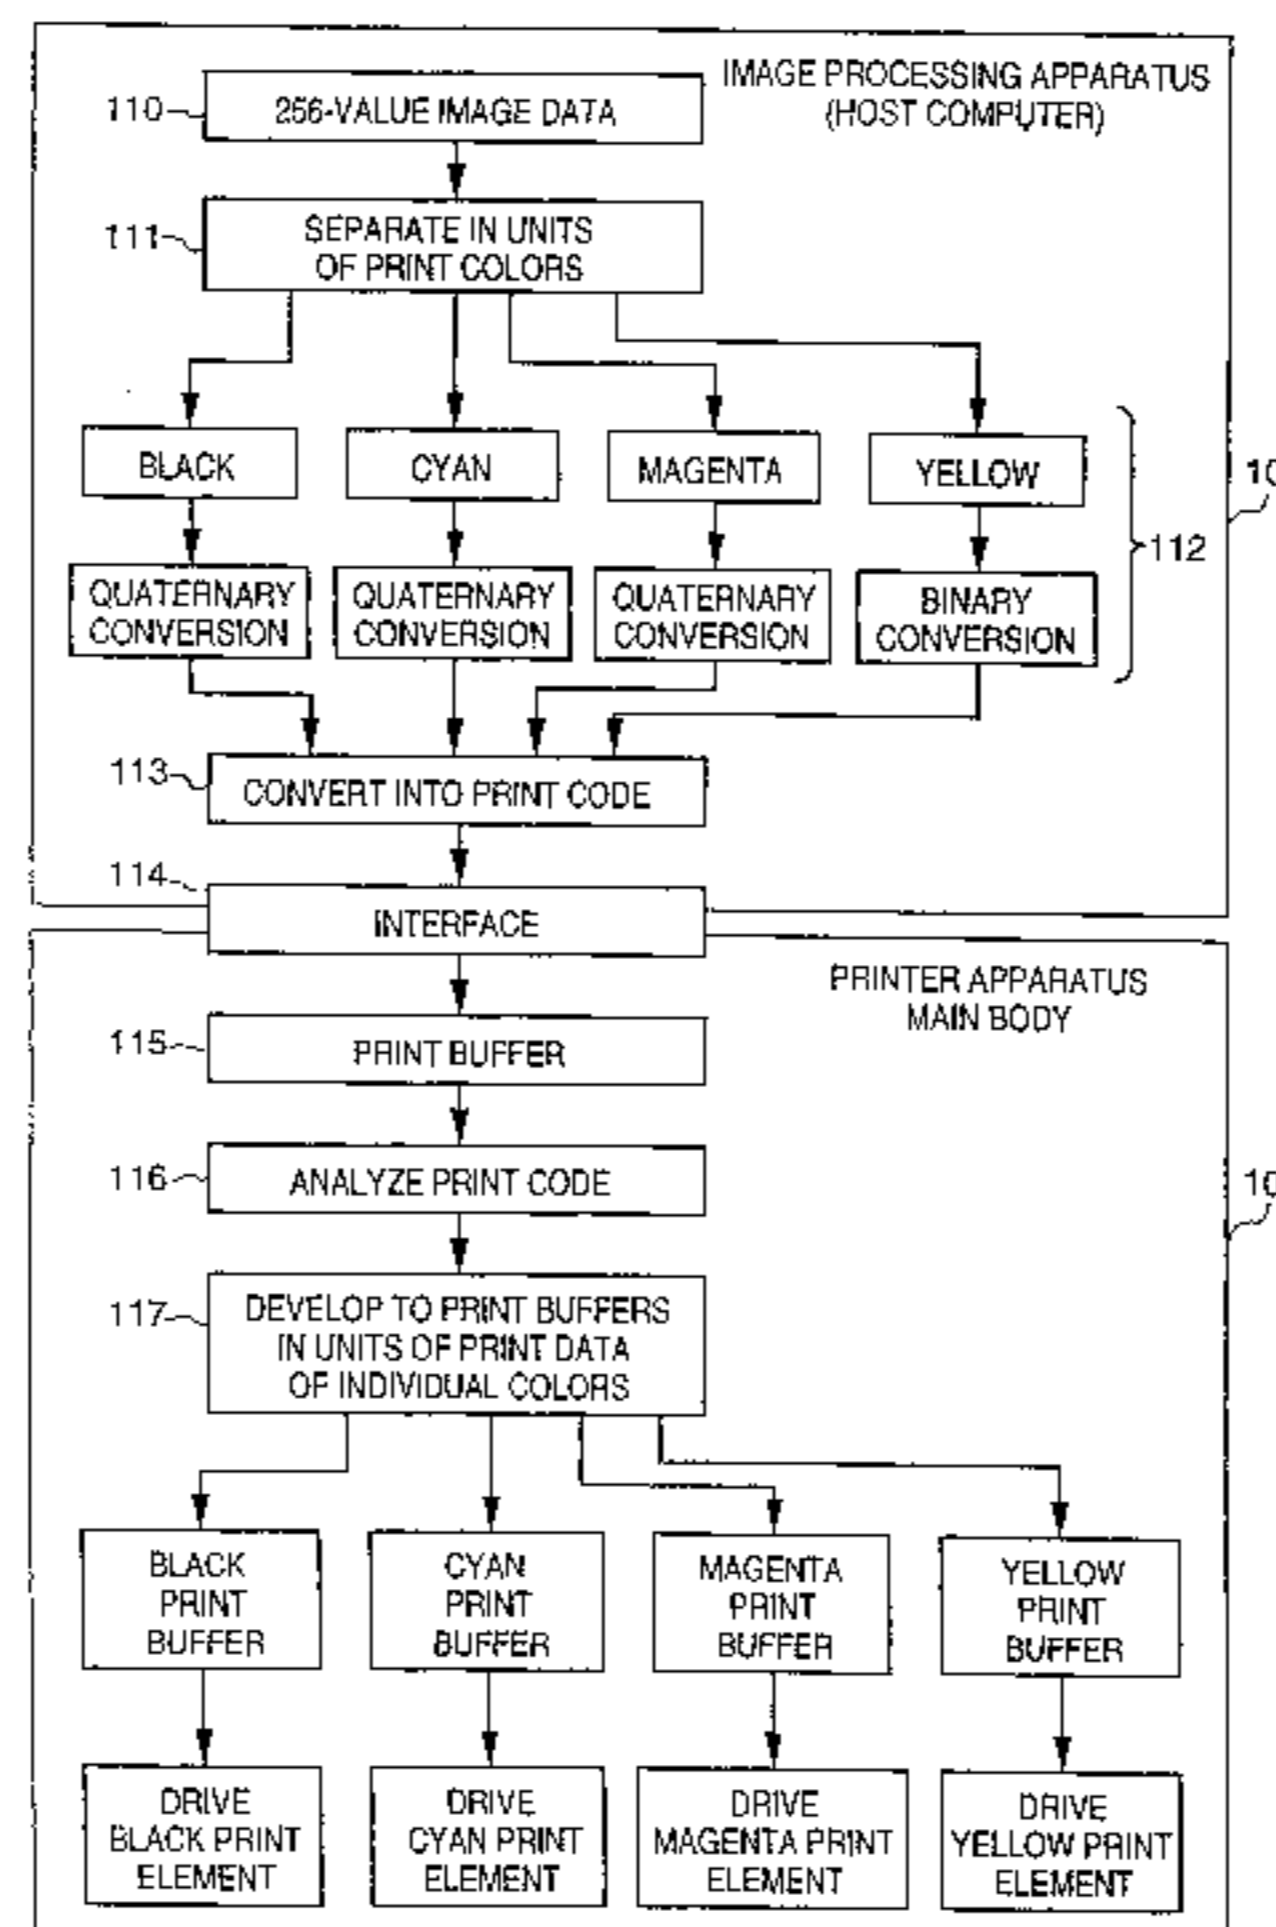 IMAGE PROCESSING APPARATUS
(HOST COMPUTER)
110
256-VALUE IMAGE DATA
111
SEPARATE IN UNITS
OF PRINT COLORS
BLACK
CYAN
MAGENTA
YELLOW
10
112
QUATERNARY
CONVERSION
QUATERNARY
CONVERSION
QUATERNARY
CONVERSION
BINARY
CONVERSION
113
CONVERT INTO PRINT CODE
114
INTERFACE
PRINTER APPARATUS
MAIN BODY
115
PRINT BUFFER
116
ANALYZE PRINT CODE
10
117
DEVELOP TO PRINT BUFFERS
IN UNITS OF PRINT DATA
OF INDIVIDUAL COLORS
BLACK
PRINT
BUFFER
CYAN
PRINT
BUFFER
MAGENTA
PRINT
BUFFER
YELLOW
PRINT
BUFFER
DRIVE
BLACK PRINT
ELEMENT
DRIVE
CYAN PRINT
ELEMENT
DRIVE
MAGENTA PRINT
ELEMENT
DRIVE
YELLOW PRINT
ELEMENT